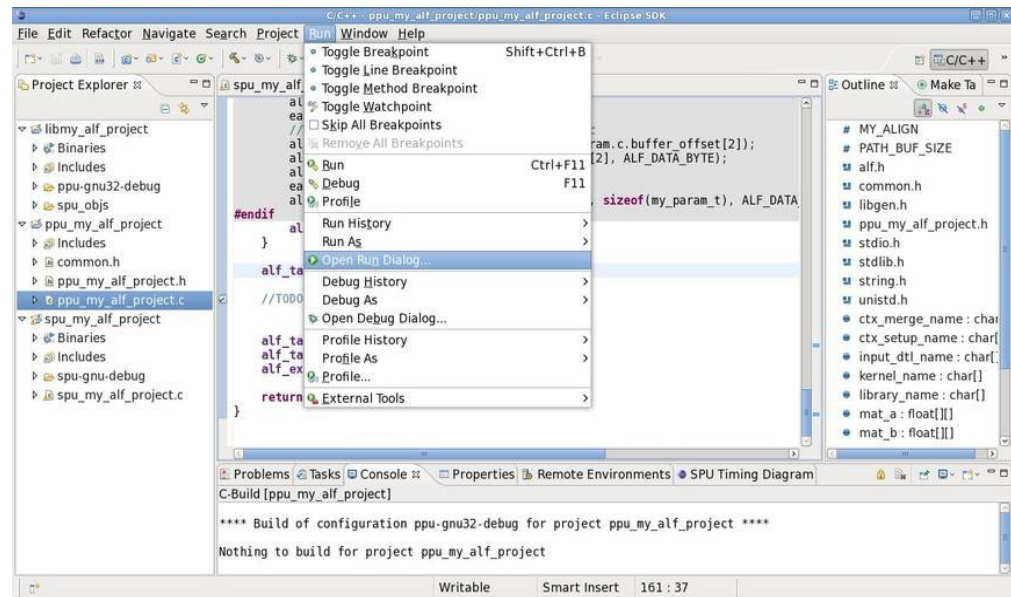 C/C++ - ppu_my_alf_project/ppu_my_alf_project.c - Eclipse SDK
File Edit Refactor Navigate Search Project Run Window Help
C/C++
Project Explorer
libmy_alf_project
Binaries
Includes
ppu-gnu32-debug
spu_objs
ppu_my_alf_project
Includes
common.h
ppu_my_alf_project.h
ppu_my_alf_project.c
spu_my_alf_project
Binaries
Includes
spu-gnu-debug
spu_my_alf_project.c
spu_my_alf
al
ea
//
al ram.c.buffer_offset[2]);
al [2], ALF_DATA_BYTE);
al
ea
al , sizeof(my_param_t), ALF_DATA
#endif
al
}
alf_ta
//TODO
alf_ta
alf_ta
alf_ex
return
}
Toggle Breakpoint Shift+Ctrl+B
Toggle Line Breakpoint
Toggle Method Breakpoint
Toggle Watchpoint
Skip All Breakpoints
Remove All Breakpoints
Run Ctrl+F11
Debug F11
Profile
Run History
Run As
Open Run Dialog...
Debug History
Debug As
Open Debug Dialog...
Profile History
Profile As
Profile...
External Tools
Outline Make Ta
# MY_ALIGN
# PATH_BUF_SIZE
alf.h
common.h
libgen.h
ppu_my_alf_project.h
stdio.h
stdlib.h
string.h
unistd.h
ctx_merge_name : char
ctx_setup_name : char[
input_dtl_name : char[
kernel_name : char[]
library_name : char[]
mat_a : float[][]
mat_b : float[][]
Problems Tasks Console Properties Remote Environments SPU Timing Diagram
C-Build [ppu_my_alf_project]
**** Build of configuration ppu-gnu32-debug for project ppu_my_alf_project ****
Nothing to build for project ppu_my_alf_project
Writable Smart Insert 161 : 37